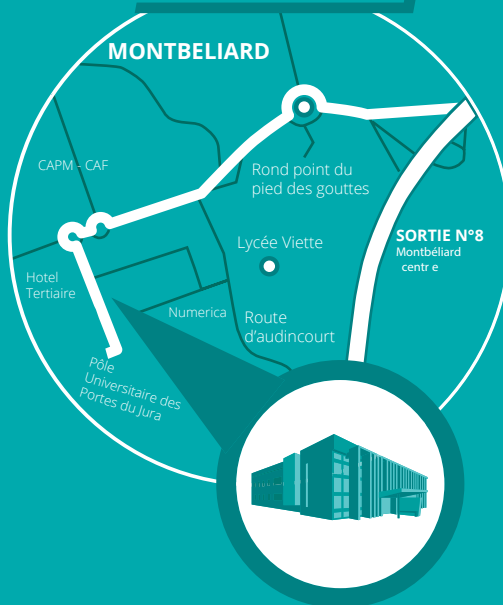 MONTBELIARD
CAPM - CAF
Rond point du
pied des gouttes
Lycée Viette
SORTIE N°8
Montbéliard
centr e
Hotel
Tertiaire
Numerica
Route
d'audincourt
Pôle
Universitaire des
Portes du Jura